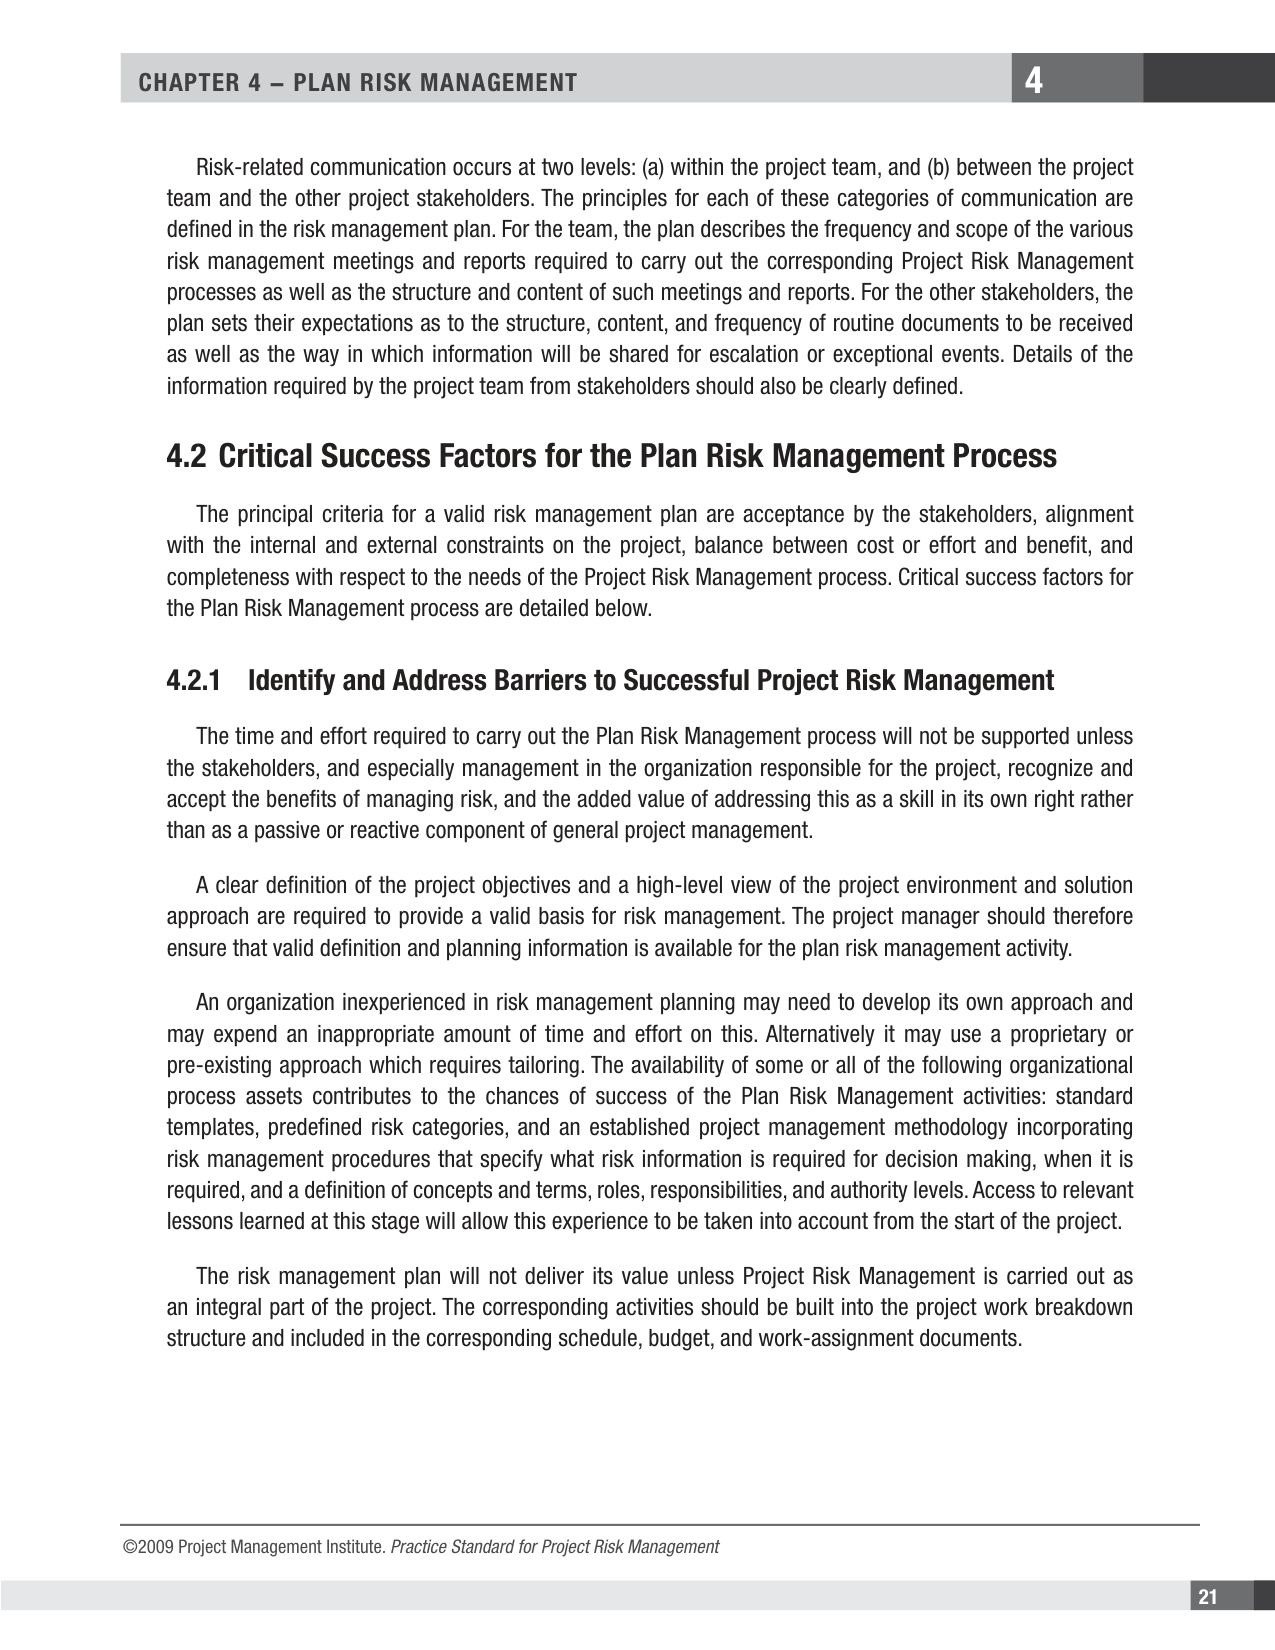 CHAPTER 4 – PLAN RISK MANAGEMENT
4
Risk-related communication occurs at two levels: (a) within the project team, and (b) between the project
team and the other project stakeholders. The principles for each of these categories of communication are
defined in the risk management plan. For the team, the plan describes the frequency and scope of the various
risk management meetings and reports required to carry out the corresponding Project Risk Management
processes as well as the structure and content of such meetings and reports. For the other stakeholders, the
plan sets their expectations as to the structure, content, and frequency of routine documents to be received
as well as the way in which information will be shared for escalation or exceptional events. Details of the
information required by the project team from stakeholders should also be clearly defined.
4.2 Critical Success Factors for the Plan Risk Management Process
The principal criteria for a valid risk management plan are acceptance by the stakeholders, alignment
with the internal and external constraints on the project, balance between cost or effort and benefit, and
completeness with respect to the needs of the Project Risk Management process. Critical success factors for
the Plan Risk Management process are detailed below.
4.2.1 Identify and Address Barriers to Successful Project Risk Management
The time and effort required to carry out the Plan Risk Management process will not be supported unless
the stakeholders, and especially management in the organization responsible for the project, recognize and
accept the benefits of managing risk, and the added value of addressing this as a skill in its own right rather
than as a passive or reactive component of general project management.
A clear definition of the project objectives and a high-level view of the project environment and solution
approach are required to provide a valid basis for risk management. The project manager should therefore
ensure that valid definition and planning information is available for the plan risk management activity.
An organization inexperienced in risk management planning may need to develop its own approach and
may expend an inappropriate amount of time and effort on this. Alternatively it may use a proprietary or
pre-existing approach which requires tailoring. The availability of some or all of the following organizational
process assets contributes to the chances of success of the Plan Risk Management activities: standard
templates, predefined risk categories, and an established project management methodology incorporating
risk management procedures that specify what risk information is required for decision making, when it is
required, and a definition of concepts and terms, roles, responsibilities, and authority levels. Access to relevant
lessons learned at this stage will allow this experience to be taken into account from the start of the project.
The risk management plan will not deliver its value unless Project Risk Management is carried out as
an integral part of the project. The corresponding activities should be built into the project work breakdown
structure and included in the corresponding schedule, budget, and work-assignment documents.
©2009 Project Management Institute. Practice Standard for Project Risk Management
21